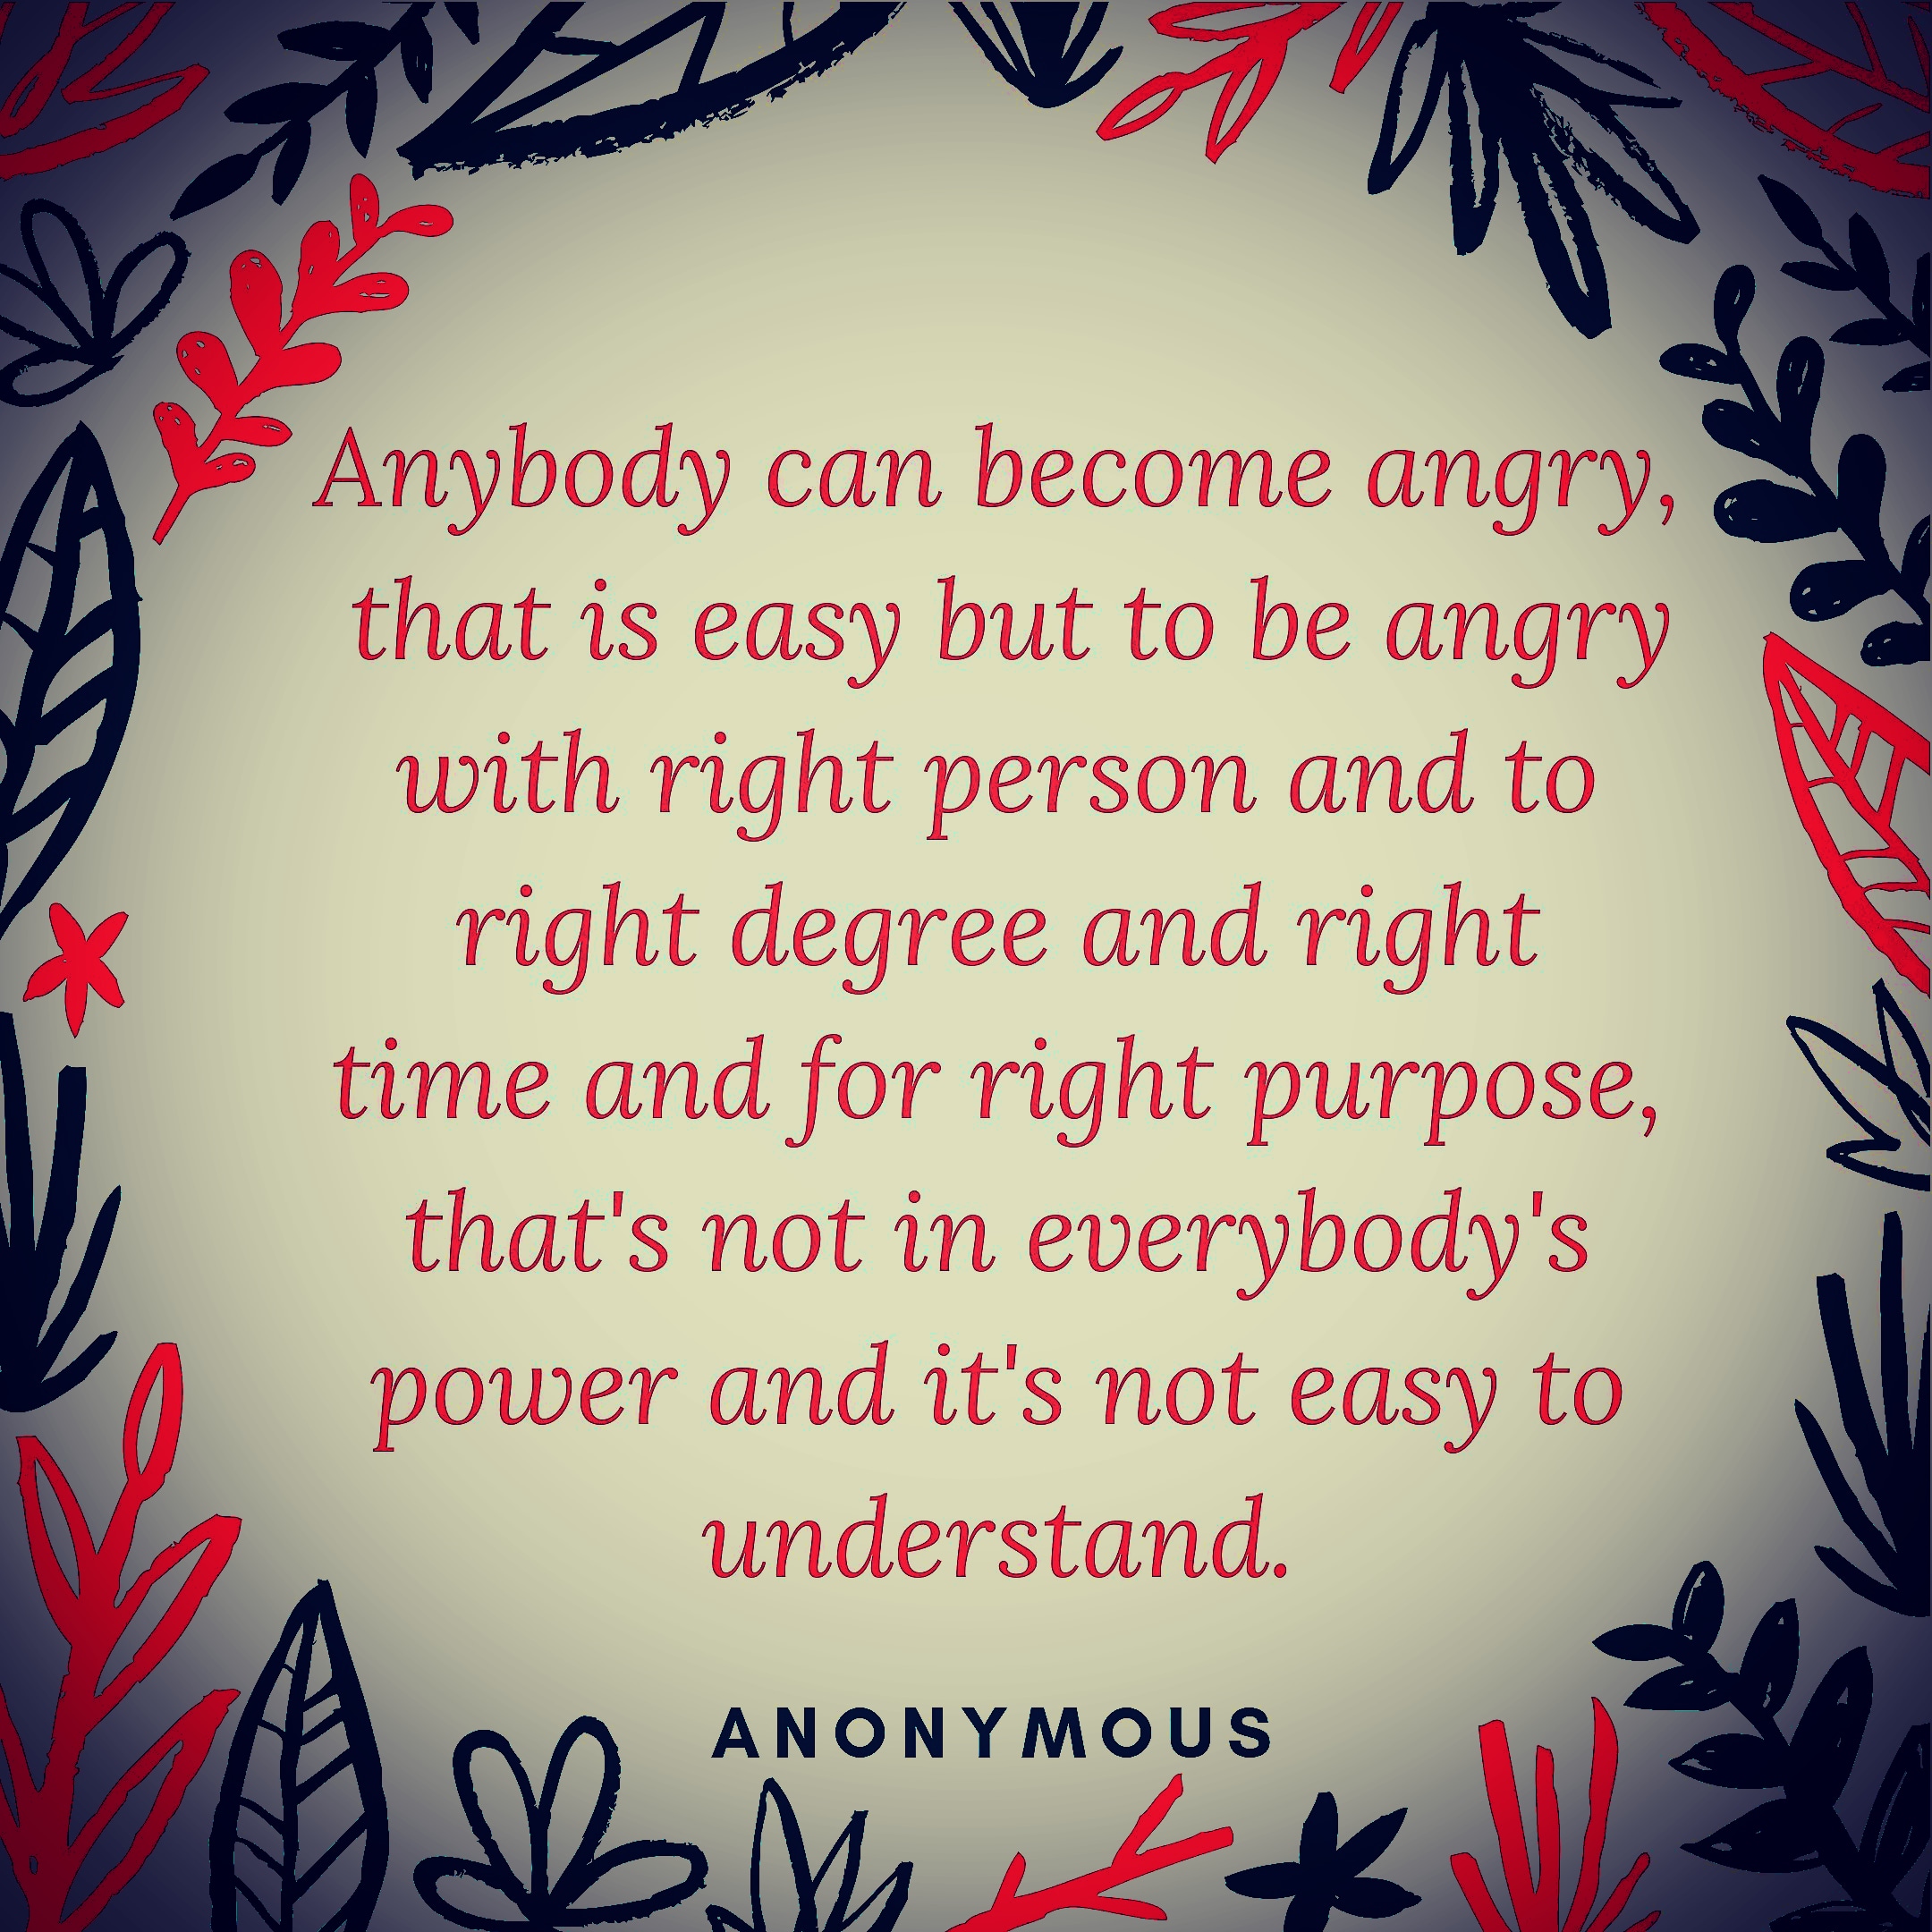 Anybody can become angry,
that is easy but to be angry
with right person and to
right degree and right
time and for right purpose,
that's not in everybody's
power and it's not easy to
understand.
ANONYMOUS